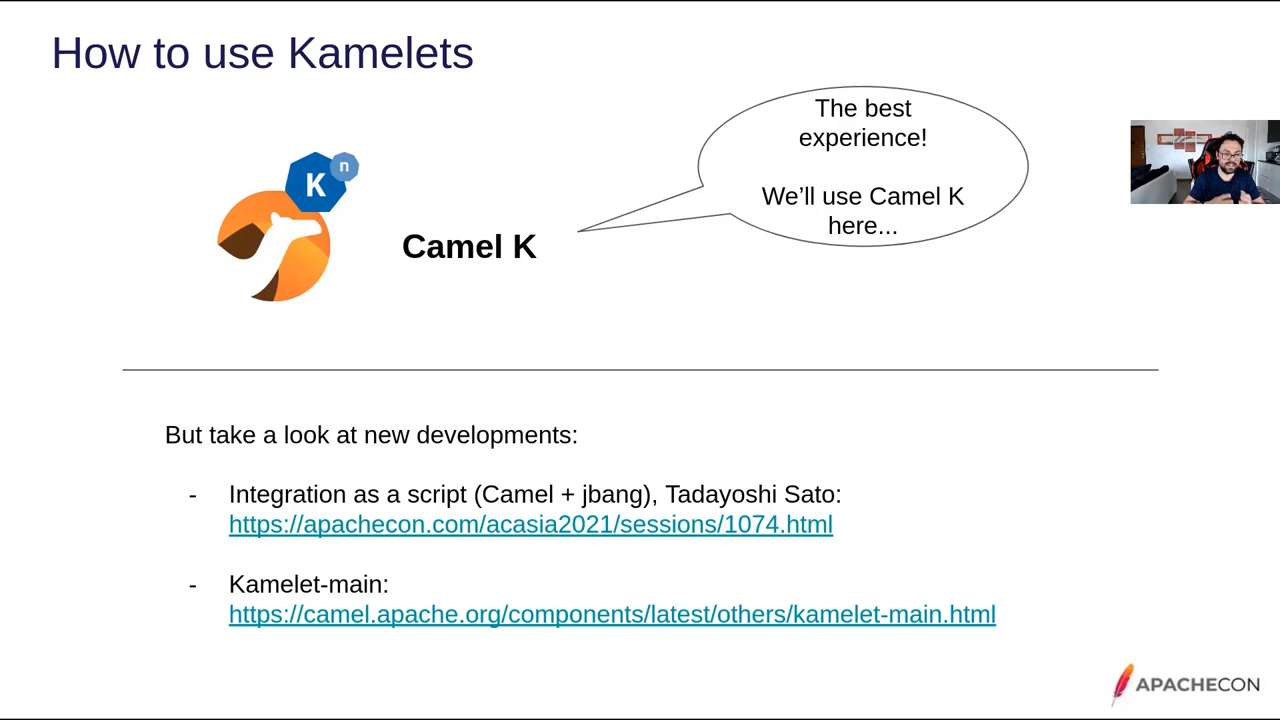 How to use Kamelets
The best
experience!
We'll use Camel K
here...
K
n
Camel K
But take a look at new developments:
- Integration as a script (Camel + jbang), Tadayoshi Sato:
https://apachecon.com/acasia2021/sessions/1074.html
- Kamelet-main:
https://camel.apache.org/components/latest/others/kamelet-main.html
APACHECON